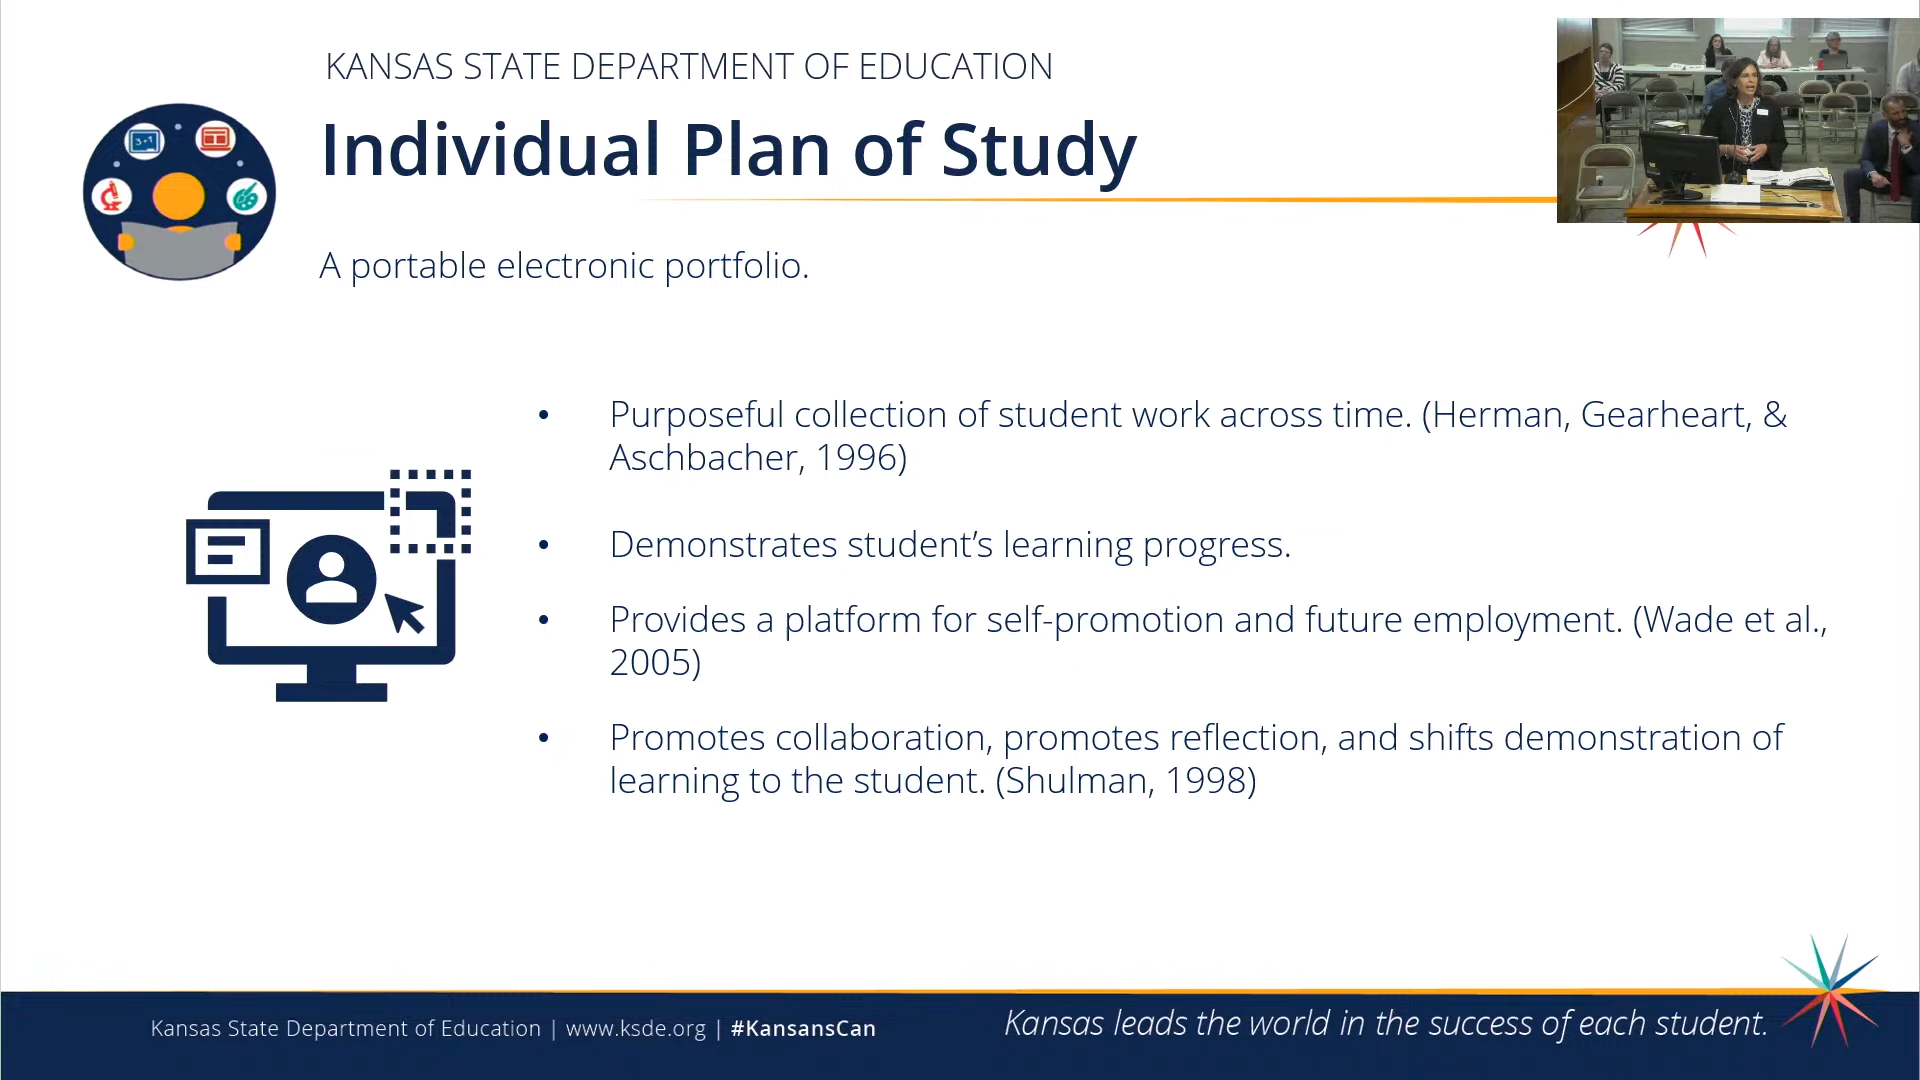 KANSAS STATE DEPARTMENT OF EDUCATION
Individual Plan of Study
3+1
A portable electronic portfolio.
• Purposeful collection of student work across time. (Herman, Gearheart, &
Aschbacher, 1996)
• Demonstrates student’s learning progress.
• Provides a platform for self-promotion and future employment. (Wade et al.,
2005)
• Promotes collaboration, promotes reflection, and shifts demonstration of
learning to the student. (Shulman, 1998)
Kansas State Department of Education | www.ksde.org | #KansansCan
Kansas leads the world in the success of each student.